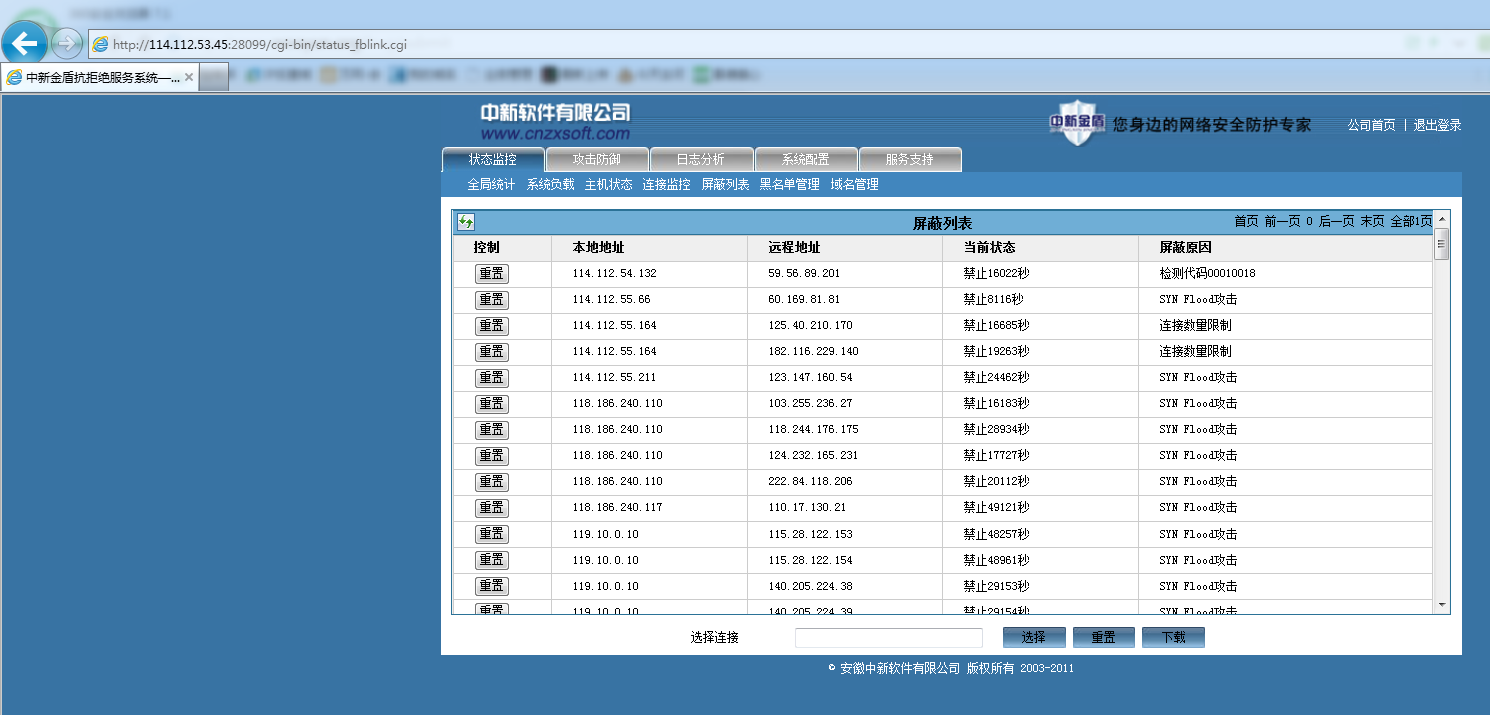 http://114.112.53.45:28099/cgi-bin/status_fblink.cgi
中新金盾抗拒绝服务系统—...
中新软件有限公司
www.cnzxsoft.com
中新金盾 您身边的网络安全防护专家
公司首页 | 退出登录
状态监控 攻击防御 日志分析 系统配置 服务支持
全局统计 系统负载 主机状态 连接监控 屏蔽列表 黑名单管理 域名管理
屏蔽列表 首页 前一页 0 后一页 末页 全部1页
控制 本地地址 远程地址 当前状态 屏蔽原因
重置 114.112.54.132 59.56.89.201 禁止16022秒 检测代码00010018
重置 114.112.55.66 60.169.81.81 禁止8116秒 SYN Flood攻击
重置 114.112.55.164 125.40.210.170 禁止16685秒 连接数量限制
重置 114.112.55.164 182.116.229.140 禁止19263秒 连接数量限制
重置 114.112.55.211 123.147.160.54 禁止24462秒 SYN Flood攻击
重置 118.186.240.110 103.255.236.27 禁止16183秒 SYN Flood攻击
重置 118.186.240.110 118.244.176.175 禁止28934秒 SYN Flood攻击
重置 118.186.240.110 124.232.165.231 禁止17727秒 SYN Flood攻击
重置 118.186.240.110 222.84.118.206 禁止20112秒 SYN Flood攻击
重置 118.186.240.117 110.17.130.21 禁止49121秒 SYN Flood攻击
重置 119.10.0.10 115.28.122.153 禁止48257秒 SYN Flood攻击
重置 119.10.0.10 115.28.122.154 禁止48961秒 SYN Flood攻击
重置 119.10.0.10 140.205.224.38 禁止29153秒 SYN Flood攻击
重置 119.10.0.10 140.205.224.39 禁止29154秒 SYN Flood攻击
选择连接 选择 重置 下载
© 安徽中新软件有限公司 版权所有 2003-2011